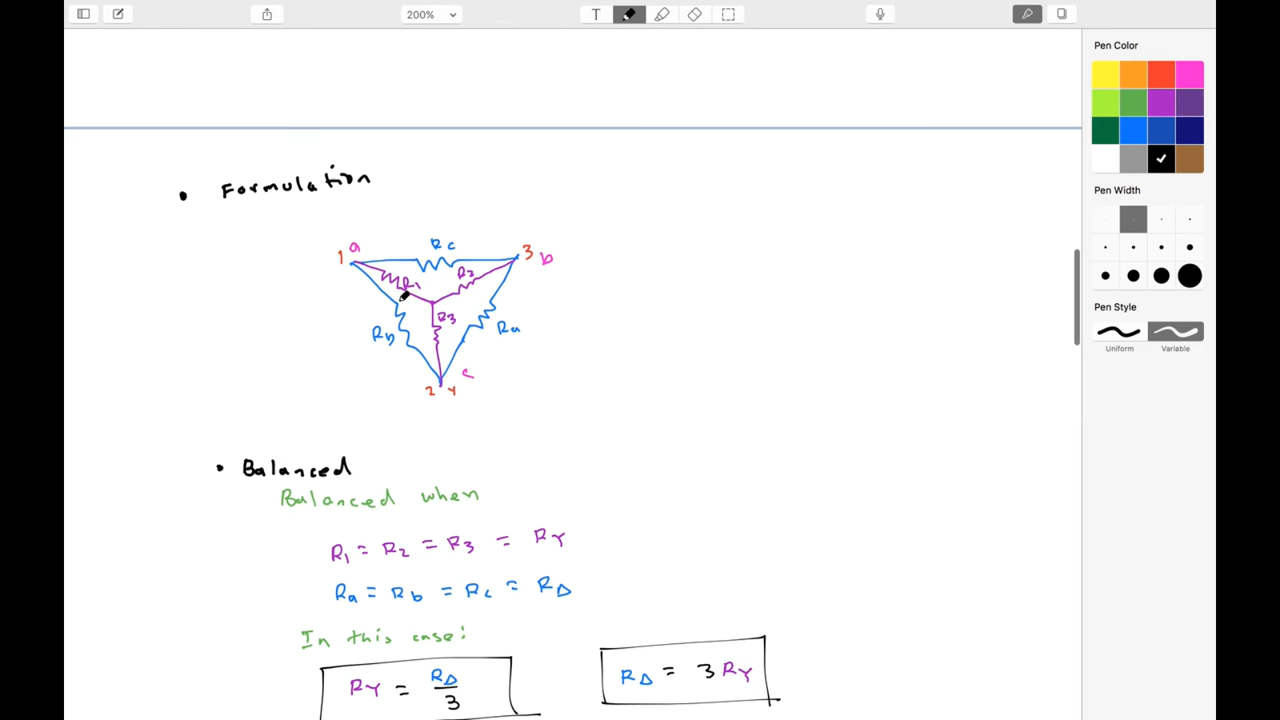 200%
T
Pen Color
Pen Width
Pen Style
Uniform Variable
• Formulation
1 a Rc 3 b
R1 R2
R3
Rb Ra
c
2 4
• Balanced
Balanced when
R1 = R2 = R3 = RY
Ra = Rb = Rc = RΔ
In this case:
RY = RΔ/3
RΔ = 3RY